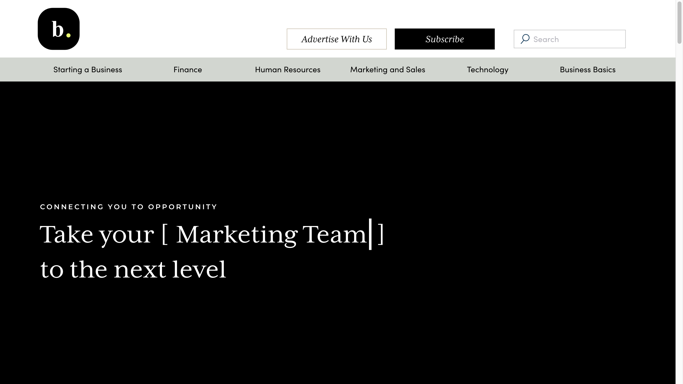 b.
Advertise With Us
Subscribe
Search
Starting a Business
Finance
Human Resources
Marketing and Sales
Technology
Business Basics
CONNECTING YOU TO OPPORTUNITY
Take your [ Marketing Team ]
to the next level